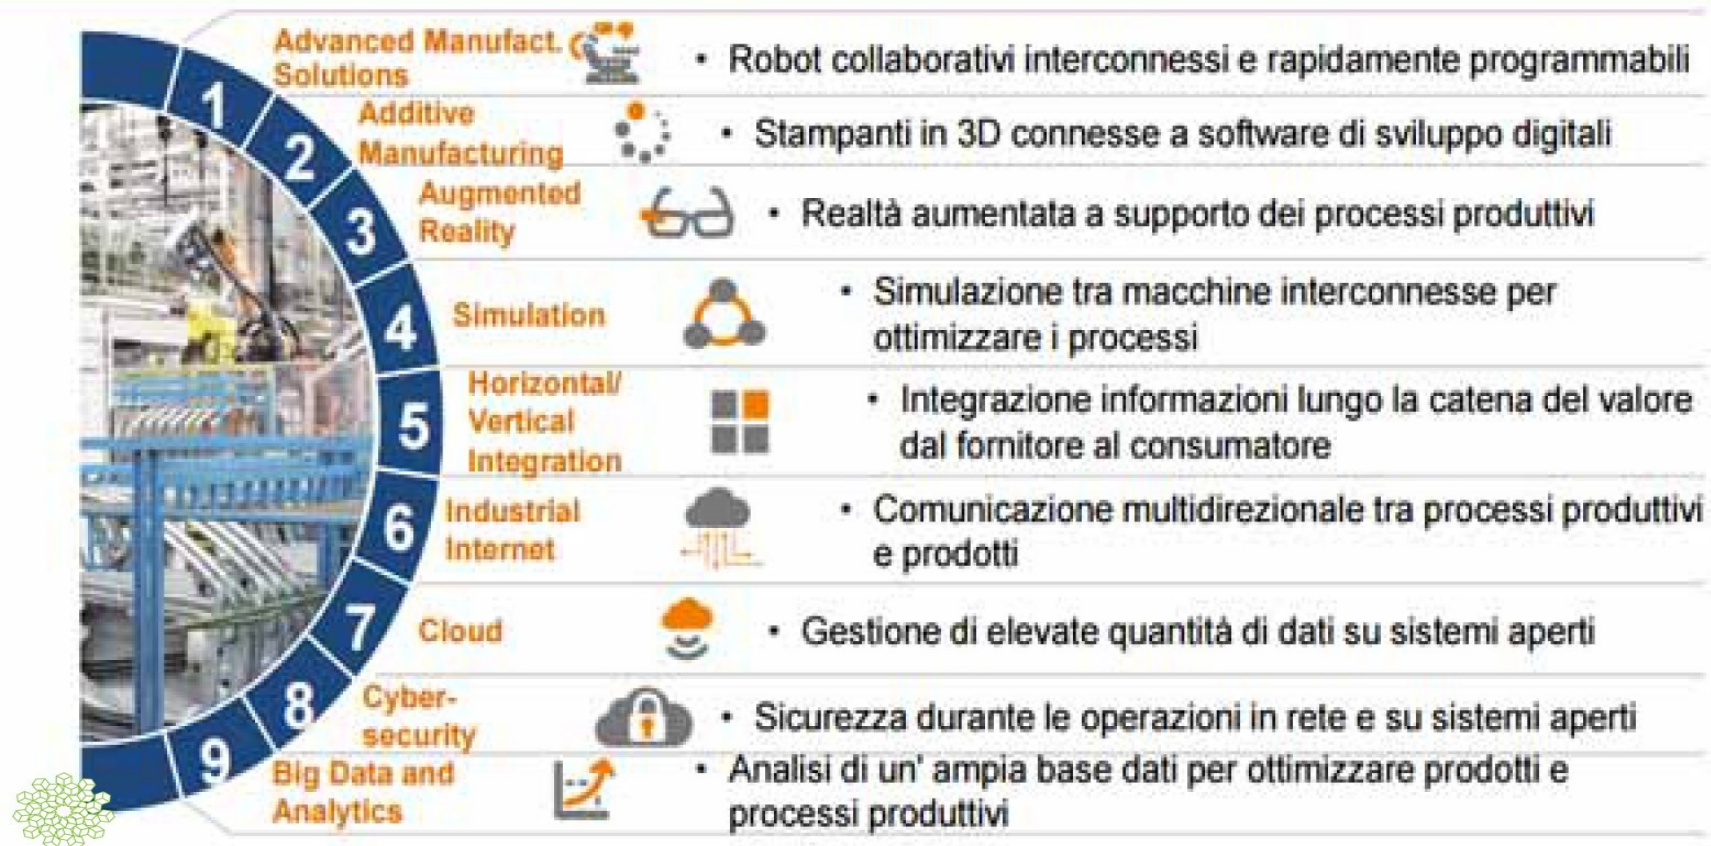 1
Advanced Manufact.
Solutions
• Robot collaborativi interconnessi e rapidamente programmabili
2
Additive
Manufacturing
• Stampanti in 3D connesse a software di sviluppo digitali
3
Augmented
Reality
• Realtà aumentata a supporto dei processi produttivi
4
Simulation
• Simulazione tra macchine interconnesse per
ottimizzare i processi
5
Horizontal/
Vertical
Integration
• Integrazione informazioni lungo la catena del valore
dal fornitore al consumatore
6
Industrial
Internet
• Comunicazione multidirezionale tra processi produttivi
e prodotti
7
Cloud
• Gestione di elevate quantità di dati su sistemi aperti
8
Cyber-
security
• Sicurezza durante le operazioni in rete e su sistemi aperti
9
Big Data and
Analytics
• Analisi di un' ampia base dati per ottimizzare prodotti e
processi produttivi